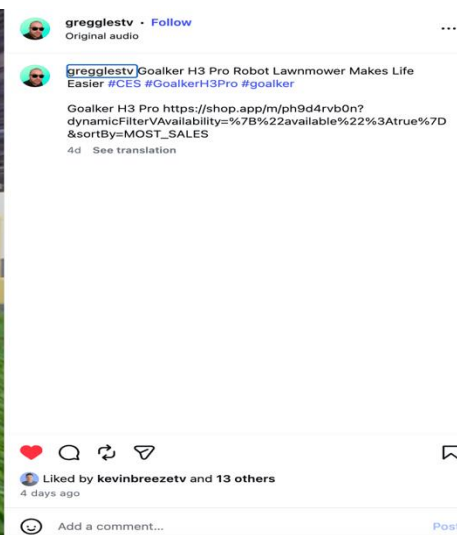 gregglestv • Follow
Original audio
...
gregglestv Goalker H3 Pro Robot Lawnmower Makes Life
Easier #CES #GoalkerH3Pro #goalker
Goalker H3 Pro https://shop.app/m/ph9d4rvb0n?
dynamicFilterVAvailability=%7B%22available%22%3Atrue%7D
&sortBy=MOST_SALES
4d See translation
Liked by kevinbreezetv and 13 others
4 days ago
Add a comment...
Post